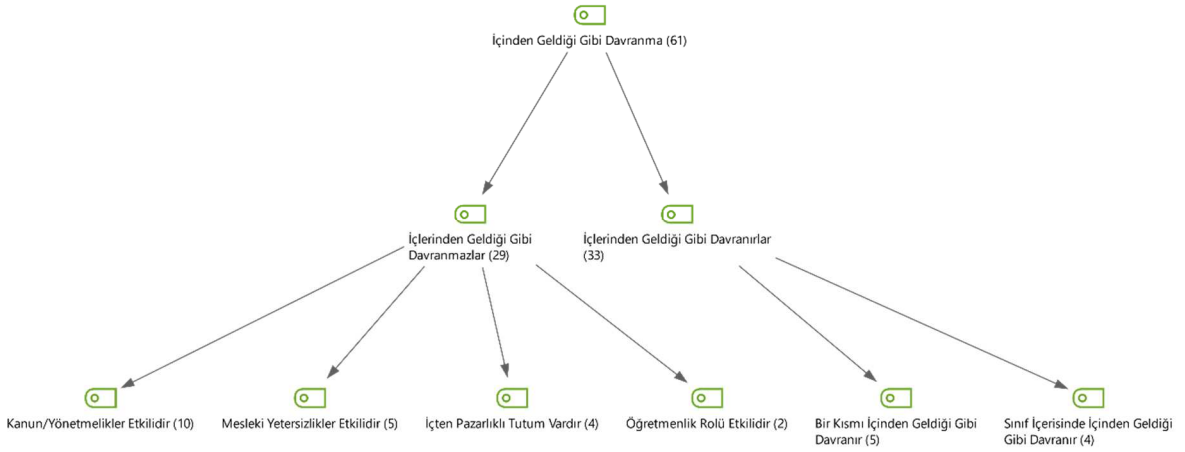 İçinden Geldiği Gibi Davranma (61)
İçlerinden Geldiği Gibi
Davranmazlar (29)
İçlerinden Geldiği Gibi Davranırlar
(33)
Kanun/Yönetmelikler Etkilidir (10)
Mesleki Yetersizlikler Etkilidir (5)
İçten Pazarlıklı Tutum Vardır (4)
Öğretmenlik Rolü Etkilidir (2)
Bir Kısmı İçinden Geldiği Gibi
Davranır (5)
Sınıf İçerisinde İçinden Geldiği
Gibi Davranır (4)